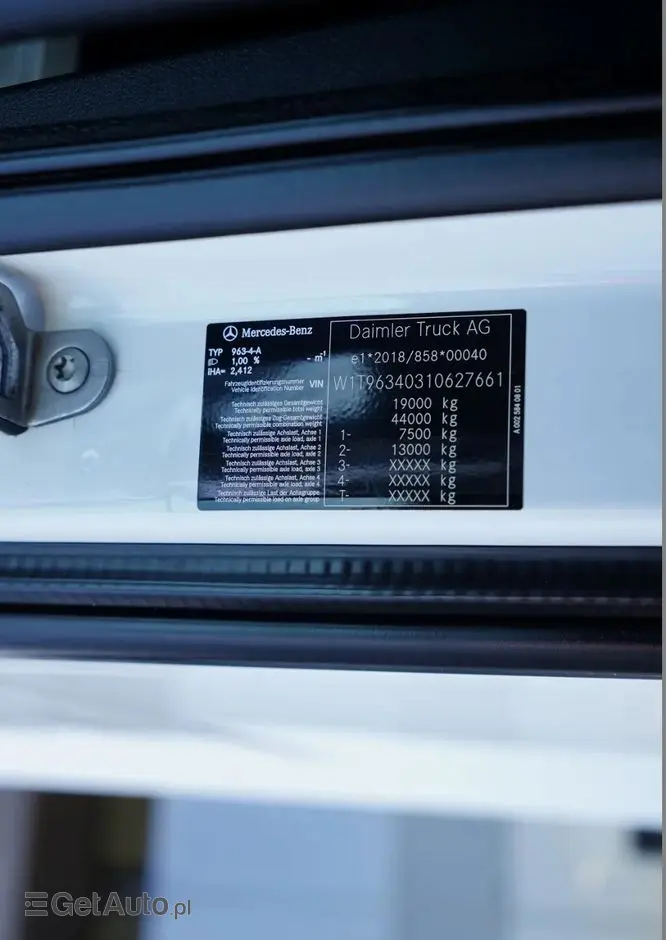 Mercedes-Benz
Daimler Truck AG
TYP 963-4-A
1,00 % - m³
e1*2018/858*00040
IHA= 2,412
Fahrzeugidentifizierungsnummer
Vehicle Identification Number
VIN W1T96340310627661
Technisch zulässiges Gesamtgewicht
Technically permissible total weight
19000 kg
Technisch zulässiges Zug-Gesamtgewicht
Technically permissible combination weight
44000 kg
Technisch zulässige Achslast, Achse 1
Technically permissible axle load, axle 1
1- 7500 kg
Technisch zulässige Achslast, Achse 2
Technically permissible axle load, axle 2
2- 13000 kg
Technisch zulässige Achslast, Achse 3
Technically permissible axle load, axle 3
3- XXXXX kg
Technisch zulässige Achslast, Achse 4
Technically permissible axle load, axle 4
4- XXXXX kg
Technisch zulässige Last der Achsgruppe
Technically permissible load on axle group
T- XXXXX kg
A 002 584 08 01
GetAuto.pl